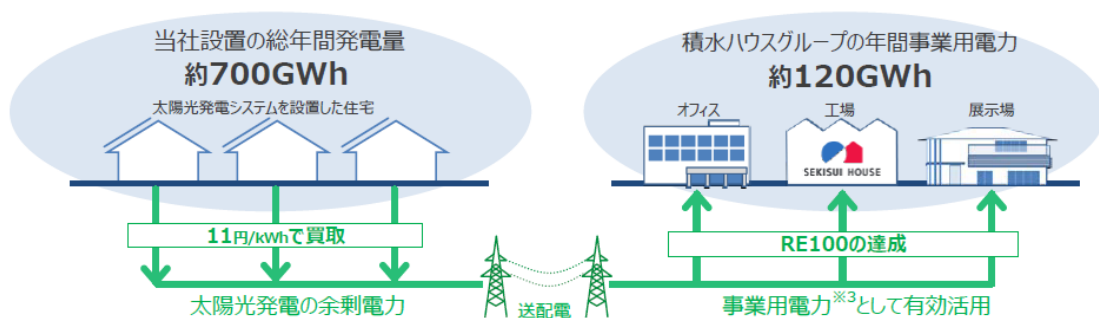 当社設置の総年間発電量
約700GWh
太陽光発電システムを設置した住宅
11円/kWhで買取
太陽光発電の余剰電力
送配電
積水ハウスグループの年間事業用電力
約120GWh
オフィス 工場 展示場
SEKISUI HOUSE
RE100の達成
事業用電力※3として有効活用